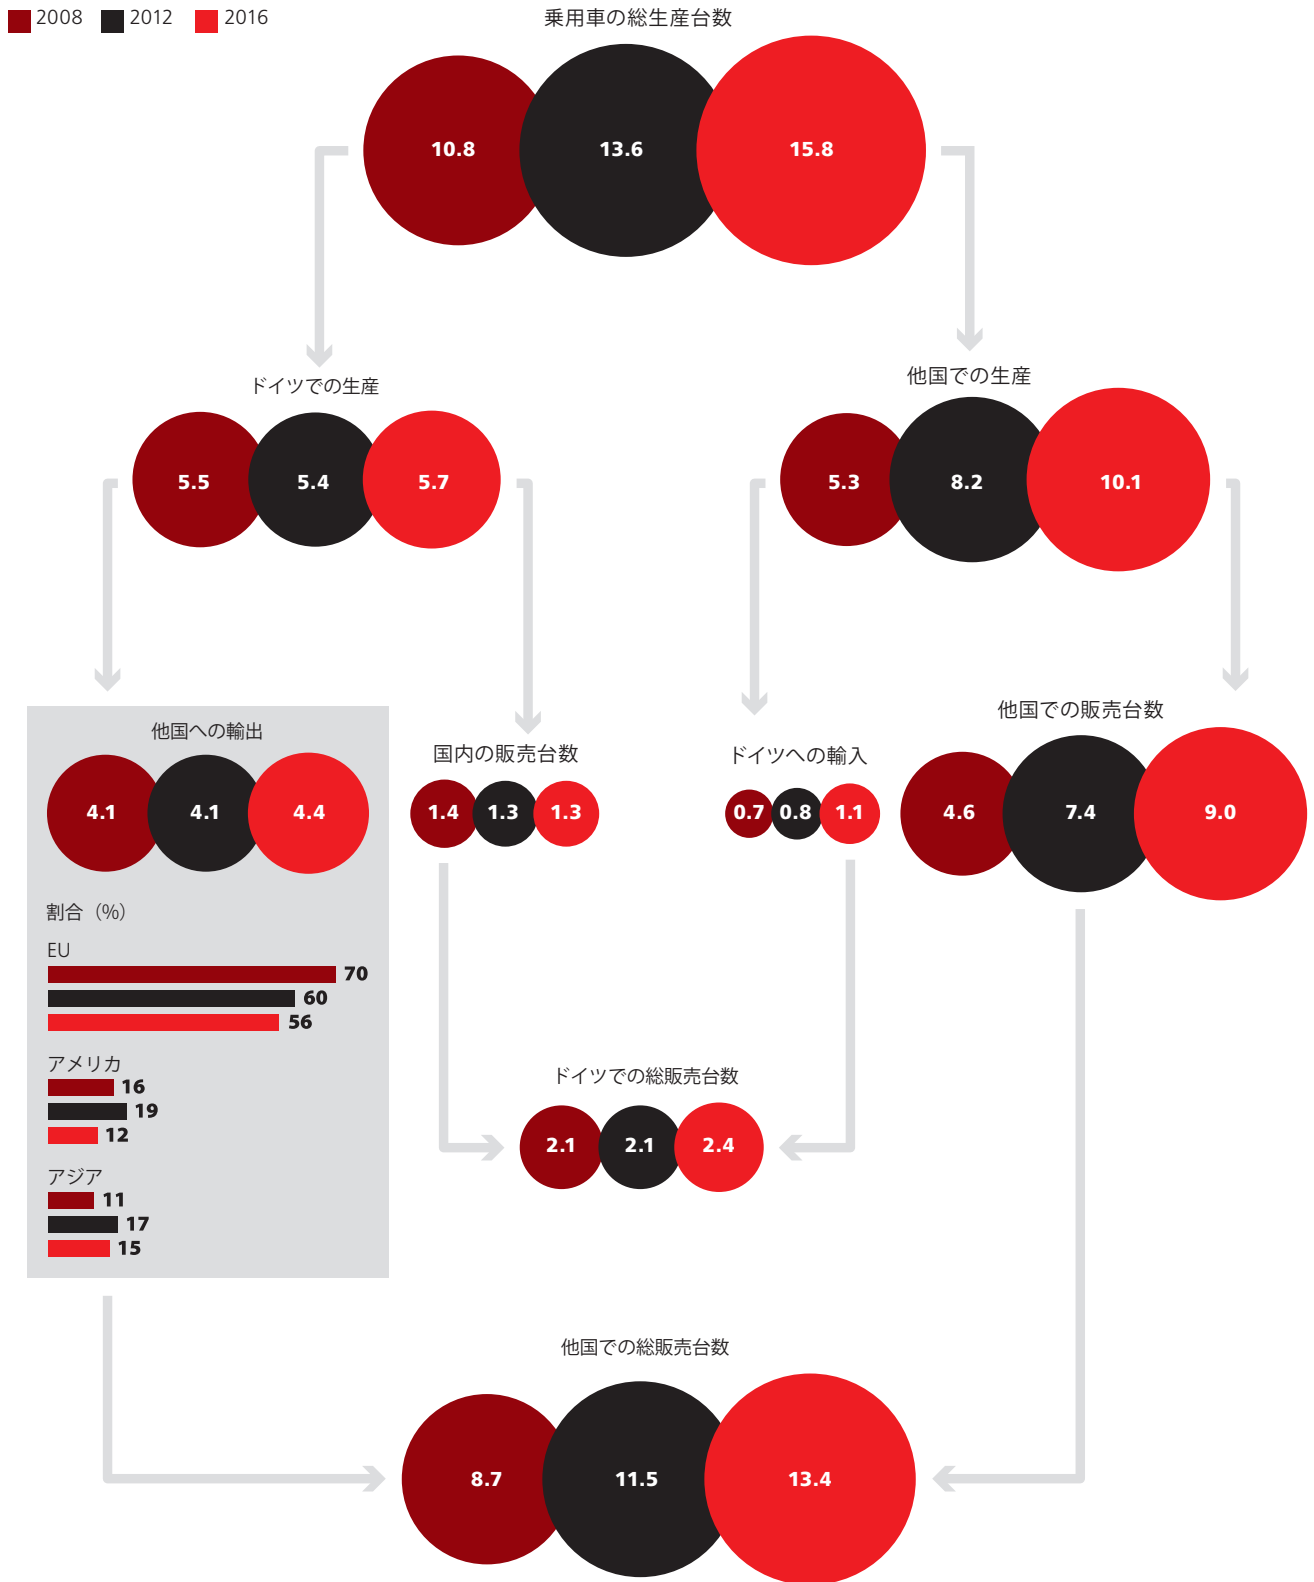 2008 2012 2016
乗用車の総生産台数
10.8 13.6 15.8
ドイツでの生産
5.5 5.4 5.7
他国での生産
5.3 8.2 10.1
他国への輸出
4.1 4.1 4.4
割合（%）
EU
70
60
56
アメリカ
16
19
12
アジア
11
17
15
国内の販売台数
1.4 1.3 1.3
ドイツへの輸入
0.7 0.8 1.1
他国での販売台数
4.6 7.4 9.0
ドイツでの総販売台数
2.1 2.1 2.4
他国での総販売台数
8.7 11.5 13.4